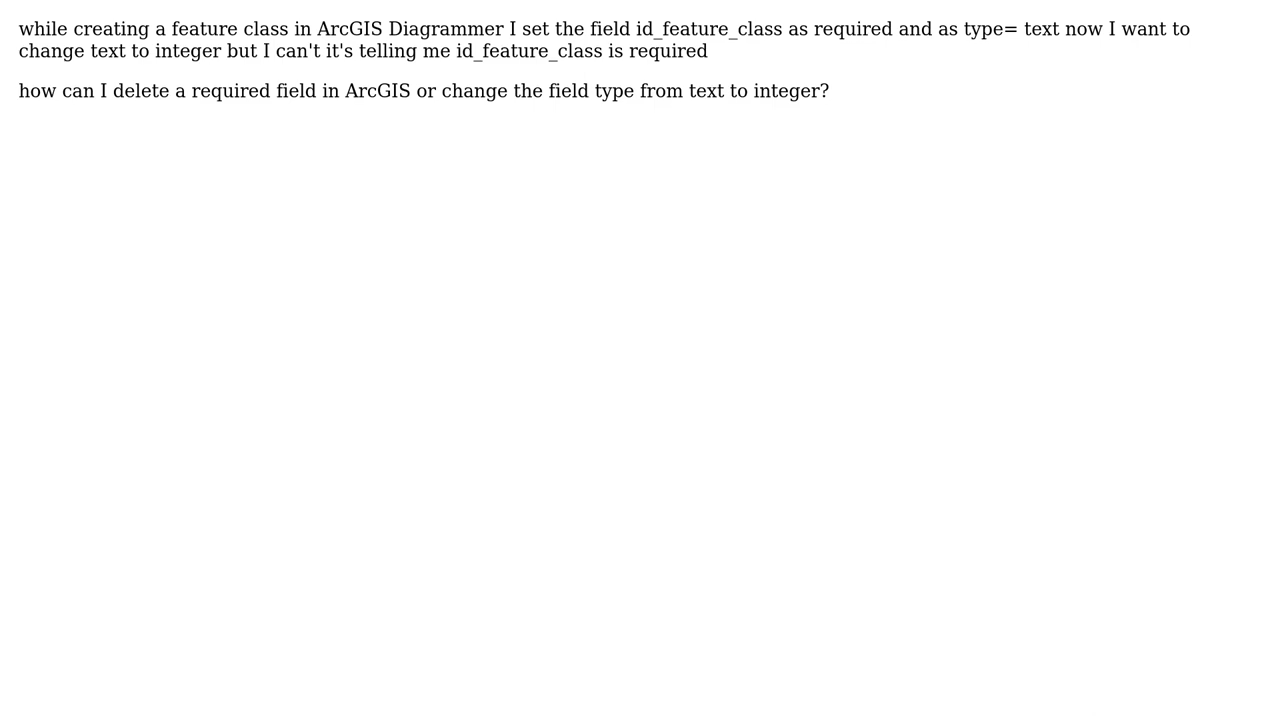 while creating a feature class in ArcGIS Diagrammer I set the field id_feature_class as required and as type= text now I want to
change text to integer but I can't it's telling me id_feature_class is required
how can I delete a required field in ArcGIS or change the field type from text to integer?